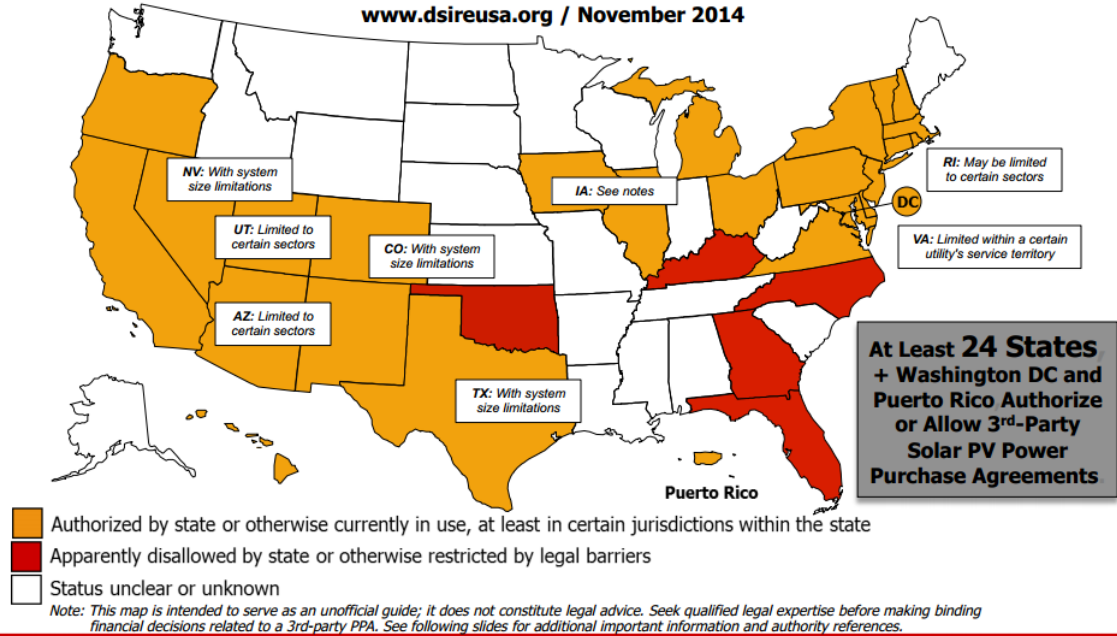 www.dsireusa.org / November 2014
NV: With system
size limitations
UT: Limited to
certain sectors
CO: With system
size limitations
AZ: Limited to
certain sectors
TX: With system
size limitations
IA: See notes
RI: May be limited
to certain sectors
DC
VA: Limited within a certain
utility's service territory
At Least 24 States,
+ Washington DC and
Puerto Rico Authorize
or Allow 3rd-Party
Solar PV Power
Purchase Agreements.
Puerto Rico
Authorized by state or otherwise currently in use, at least in certain jurisdictions within the state
Apparently disallowed by state or otherwise restricted by legal barriers
Status unclear or unknown
Note: This map is intended to serve as an unofficial guide; it does not constitute legal advice. Seek qualified legal expertise before making binding
financial decisions related to a 3rd-party PPA. See following slides for additional important information and authority references.